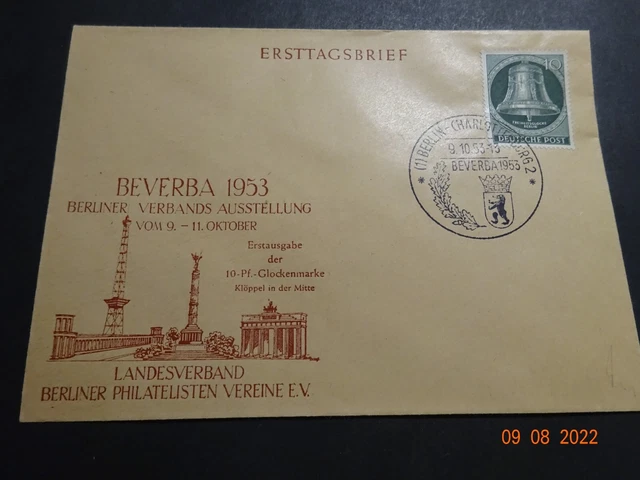 ERSTTAGSBRIEF
10
FREIHEITSGLOCKE
BERLIN
DEUTSCHE POST
* (1) BERLIN-CHARLOTTENBURG 2 *
9.10.53-13
BEVERBA 1953
BEVERBA 1953
BERLINER VERBANDS AUSSTELLUNG
VOM 9. – 11. OKTOBER
Erstausgabe
der
10-Pf.-Glockenmarke
Klöppel in der Mitte
LANDESVERBAND
BERLINER PHILATELISTEN VEREINE E.V.
09 08 2022